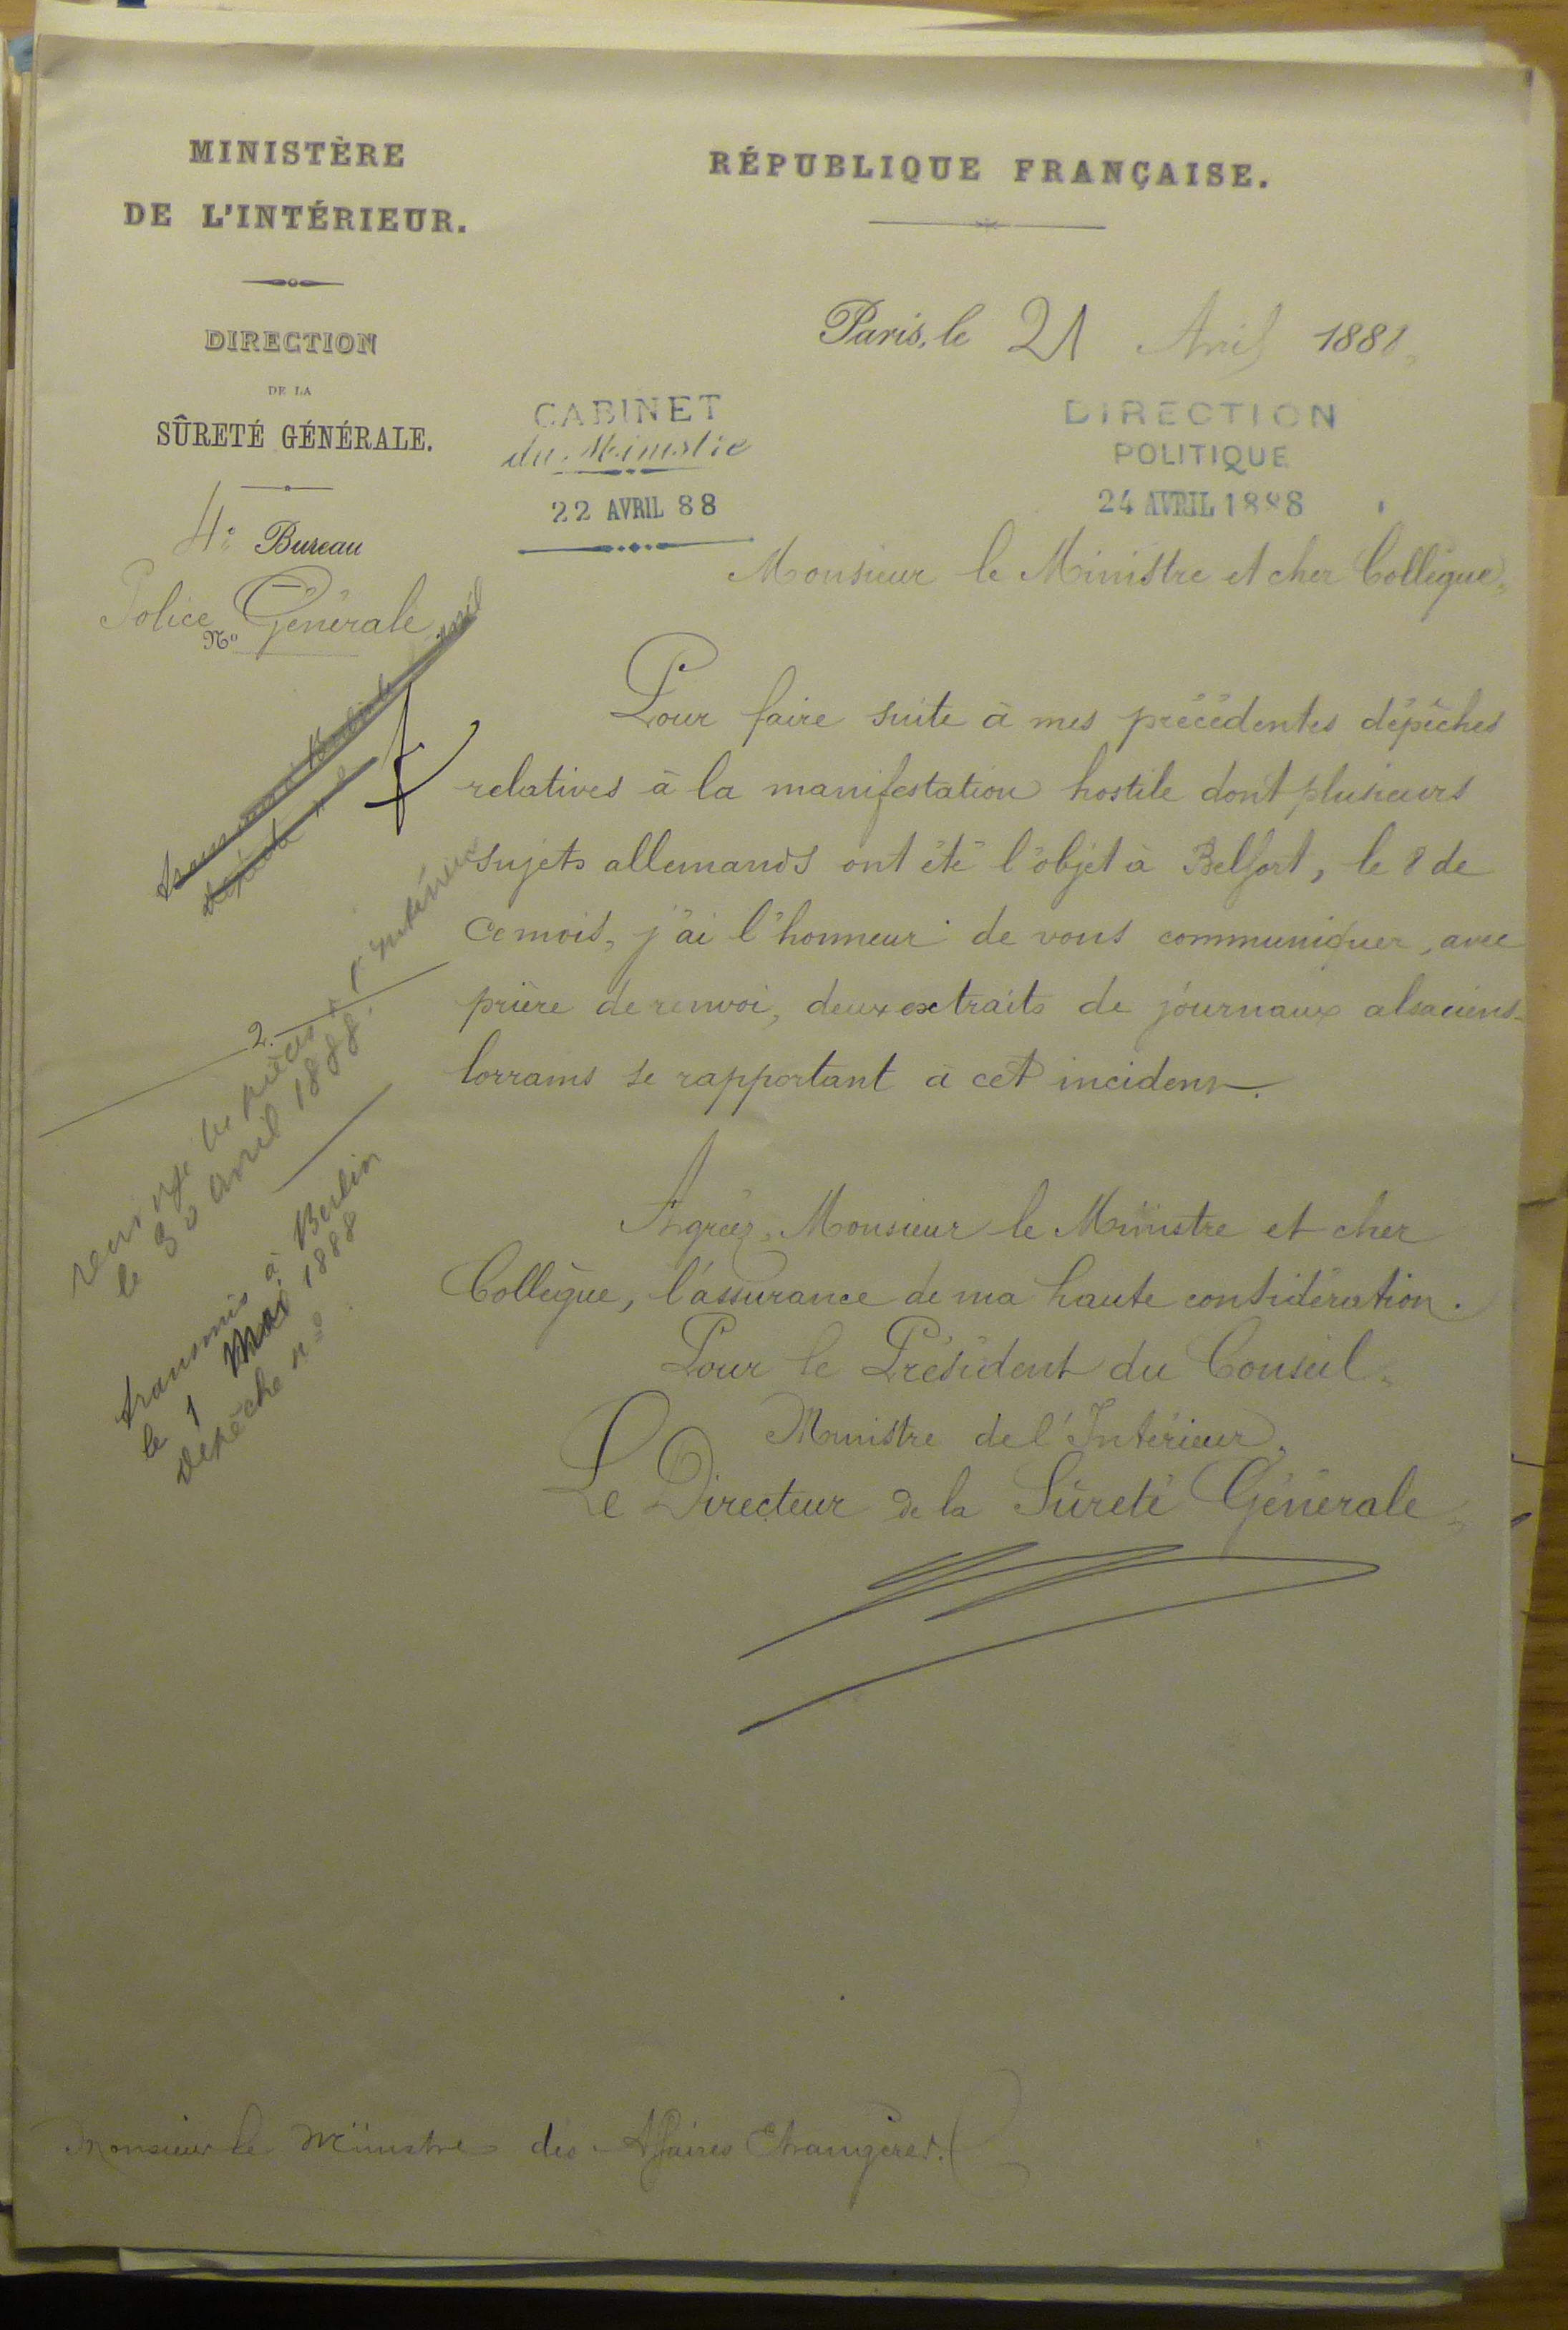 MINISTÈRE
DE L'INTÉRIEUR.
DIRECTION
DE LA
SÛRETÉ GÉNÉRALE.
4e Bureau
Police Générale
No
RÉPUBLIQUE FRANÇAISE.
Paris, le 21 Avril 1888.
CABINET
du Ministre
22 AVRIL 88
DIRECTION
POLITIQUE
24 AVRIL 1888
Monsieur le Ministre et cher Collègue,
Pour faire suite à mes précédentes dépêches
relatives à la manifestation hostile dont plusieurs
sujets allemands ont été l'objet à Belfort, le 8 de
ce mois, j'ai l'honneur de vous communiquer, avec
prière de renvoi, deux extraits de journaux alsaciens-
lorrains se rapportant à cet incident.
Agréez, Monsieur le Ministre et cher
Collègue, l'assurance de ma haute considération.
Pour le Président du Conseil,
Ministre de l'Intérieur,
Le Directeur de la Sûreté Générale,
2.
renvoyé les pièces à l'Intérieur
le 30 avril 1888.
transmis à Berlin
le 1 Mai 1888
dépêche no
Monsieur le Ministre des Affaires Etrangères.